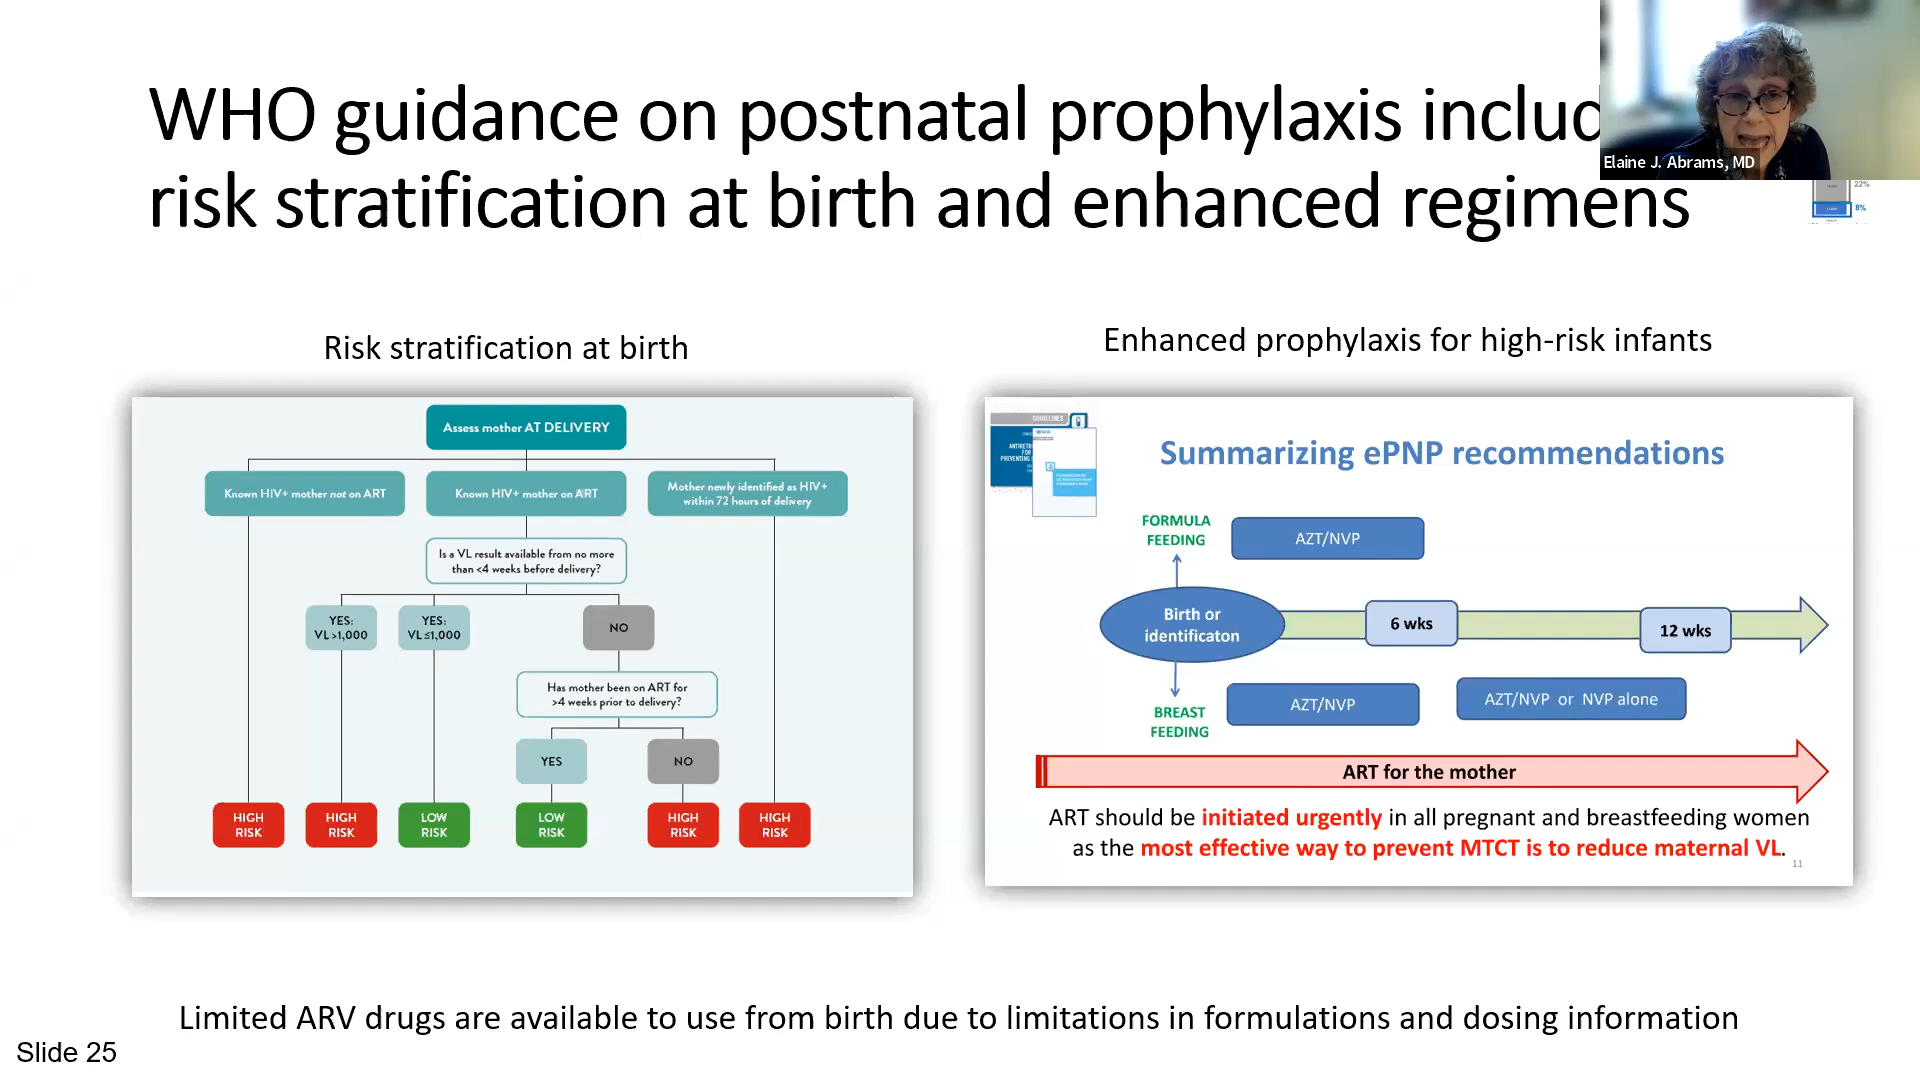 WHO guidance on postnatal prophylaxis includ
risk stratification at birth and enhanced regimens
Elaine J. Abrams, MD
22%
8%
Risk stratification at birth
Assess mother AT DELIVERY
Known HIV+ mother not on ART
Known HIV+ mother on ART
Mother newly identified as HIV+
within 72 hours of delivery
Is a VL result available from no more
than <4 weeks before delivery?
YES:
VL >1,000
YES:
VL ≤1,000
NO
Has mother been on ART for
>4 weeks prior to delivery?
YES
NO
HIGH
RISK
HIGH
RISK
LOW
RISK
LOW
RISK
HIGH
RISK
HIGH
RISK
Enhanced prophylaxis for high-risk infants
GUIDELINES
Summarizing ePNP recommendations
FORMULA
FEEDING
AZT/NVP
Birth or
identificaton
6 wks
12 wks
BREAST
FEEDING
AZT/NVP
AZT/NVP or NVP alone
ART for the mother
ART should be initiated urgently in all pregnant and breastfeeding women
as the most effective way to prevent MTCT is to reduce maternal VL.
11
Limited ARV drugs are available to use from birth due to limitations in formulations and dosing information
Slide 25